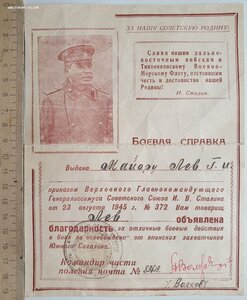 ЗА НАШУ СОВЕТСКУЮ РОДИНУ!
Слава нашим дальне-
восточным войскам и
Тихоокеанскому Военно-
Морскому Флоту, отстоявшим
честь и достоинство нашей
Родины!
И. Сталин.
Боевая справка
Выдана Майору Лев Г. И.
приказом Верховного Главнокомандующего
Генералиссимуса Советского Союза И. В. Сталина
от 23 августа 1945 г. № 372 Вам товарищ
Лев объявлена
благодарность за отличные боевые действия
в боях за освобождение от японских захватчиков
Южного Сахалина.
Командир части
полевая почта №